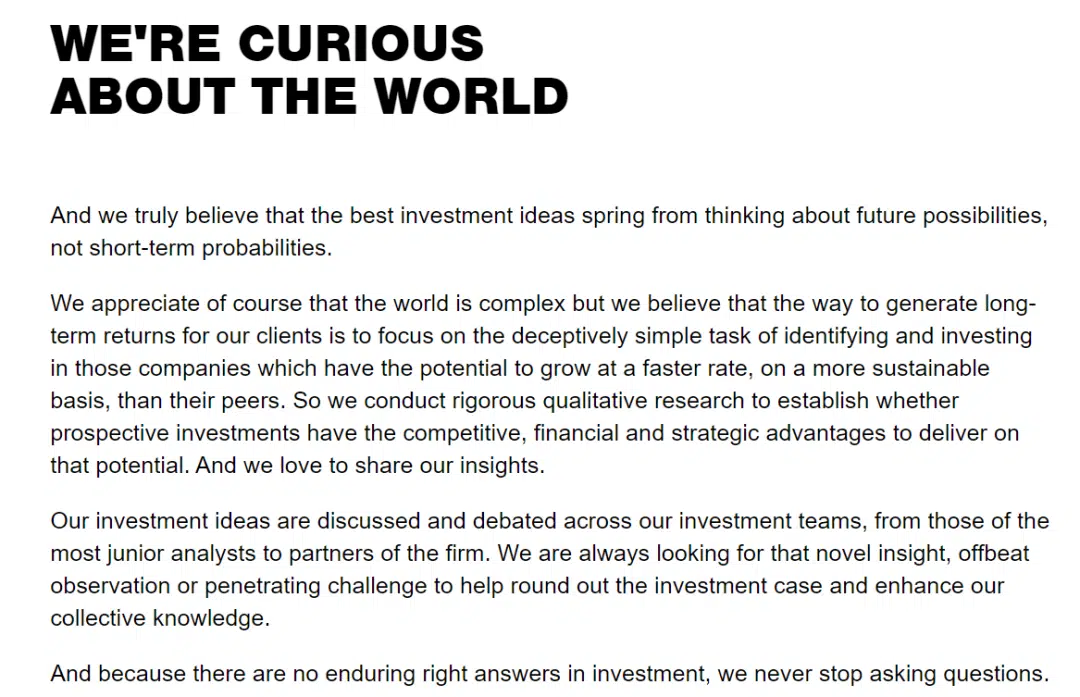 WE'RE CURIOUS
ABOUT THE WORLD
And we truly believe that the best investment ideas spring from thinking about future possibilities,
not short-term probabilities.
We appreciate of course that the world is complex but we believe that the way to generate long-
term returns for our clients is to focus on the deceptively simple task of identifying and investing
in those companies which have the potential to grow at a faster rate, on a more sustainable
basis, than their peers. So we conduct rigorous qualitative research to establish whether
prospective investments have the competitive, financial and strategic advantages to deliver on
that potential. And we love to share our insights.
Our investment ideas are discussed and debated across our investment teams, from those of the
most junior analysts to partners of the firm. We are always looking for that novel insight, offbeat
observation or penetrating challenge to help round out the investment case and enhance our
collective knowledge.
And because there are no enduring right answers in investment, we never stop asking questions.